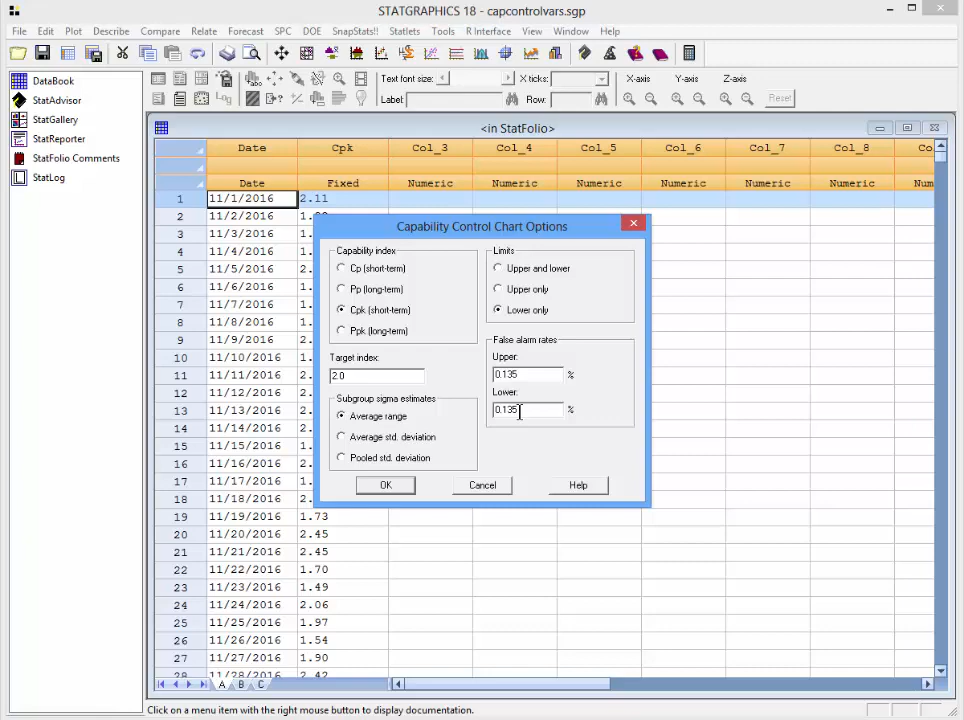 STATGRAPHICS 18 - capcontrolvars.sgp
File Edit Plot Describe Compare Relate Forecast SPC DOE SnapStats!! Statlets Tools R Interface View Window Help
Text font size: X ticks: X-axis Y-axis Z-axis
Log Label: Row: Reset
DataBook
StatAdvisor
StatGallery
StatReporter
StatFolio Comments
StatLog
<in StatFolio>
Date Cpk Col_3 Col_4 Col_5 Col_6 Col_7 Col_8
Date Fixed Numeric Numeric Numeric Numeric Numeric Numeric
1 11/1/2016 2.11
2 11/2/2016
3 11/3/2016
4 11/4/2016
5 11/5/2016
6 11/6/2016
7 11/7/2016
8 11/8/2016
9 11/9/2016
10 11/10/2016
11 11/11/2016
12 11/12/2016
13 11/13/2016
14 11/14/2016
15 11/15/2016
16 11/16/2016
17 11/17/2016
18 11/18/2016
19 11/19/2016 1.73
20 11/20/2016 2.45
21 11/21/2016 2.45
22 11/22/2016 1.70
23 11/23/2016 1.49
24 11/24/2016 2.06
25 11/25/2016 1.97
26 11/26/2016 1.54
27 11/27/2016 1.90
28 11/28/2016 2.42
A B C
Capability Control Chart Options
Capability index
Cp (short-term)
Pp (long-term)
Cpk (short-term)
Ppk (long-term)
Target index:
2.0
Subgroup sigma estimates
Average range
Average std. deviation
Pooled std. deviation
Limits
Upper and lower
Upper only
Lower only
False alarm rates
Upper:
0.135 %
Lower:
0.135 %
OK Cancel Help
Click on a menu item with the right mouse button to display documentation.